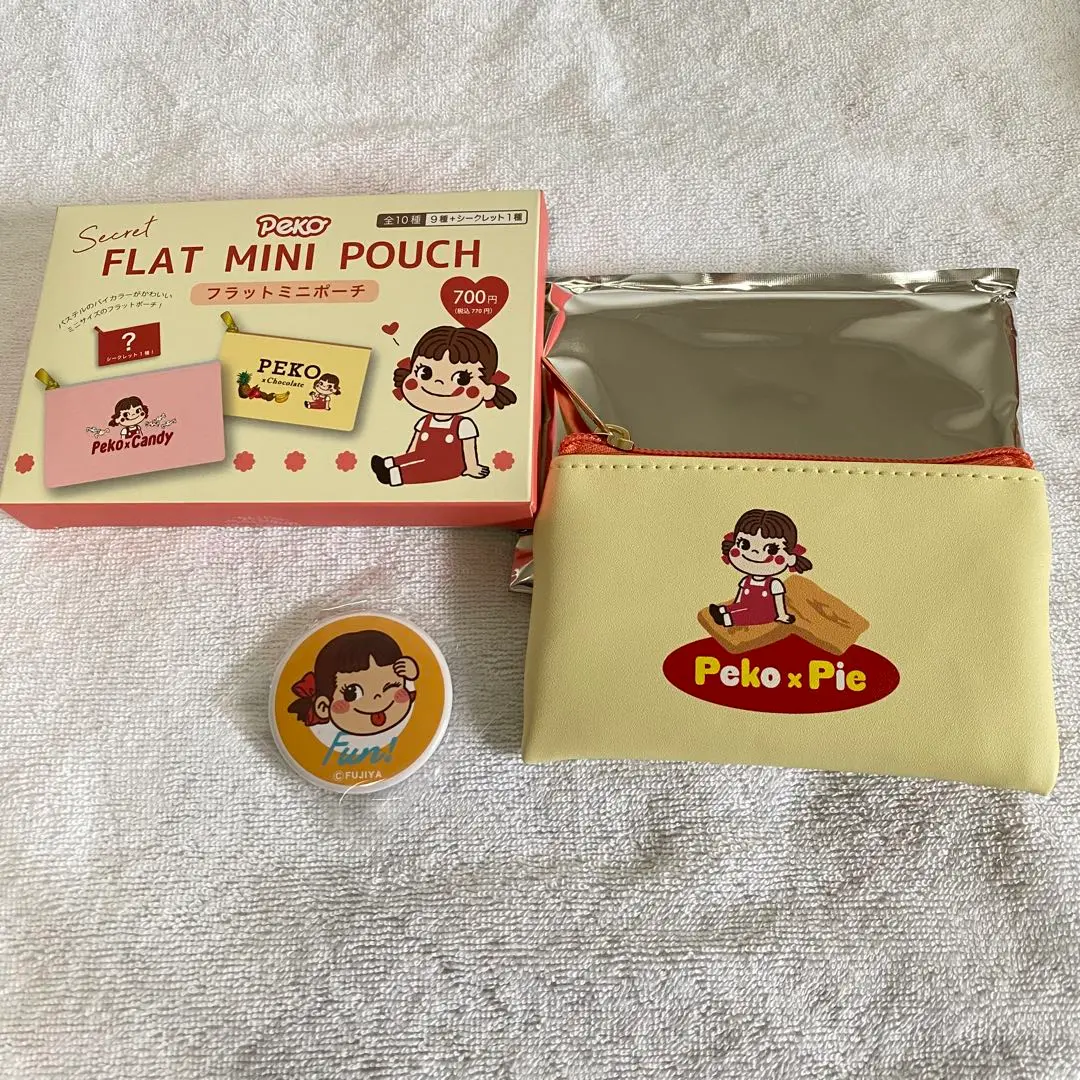 Secret
Peko
全10種 9種+シークレット1種
FLAT MINI POUCH
フラットミニポーチ
パステルのバイカラーがかわいい
ミニサイズのフラットポーチ!
700円
(税込 770円)
?
シークレット1種!
PEKO
x Chocolate
Peko x Candy
Peko x Pie
Fun!
©FUJIYA